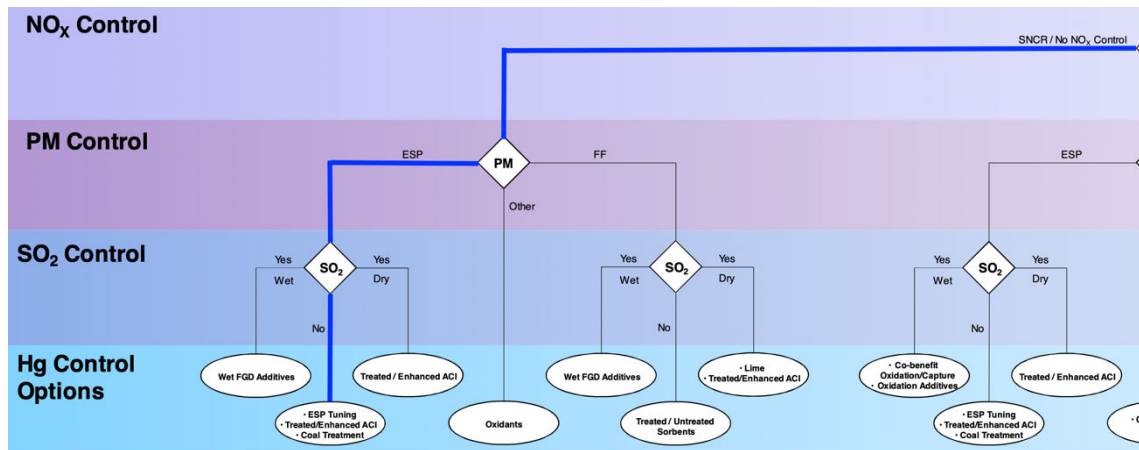 NOX Control
SNCR / No NOX Control
PM Control
ESP
PM
FF
ESP
Other
SO2 Control
Yes
Wet
SO2
Yes
Dry
No
Yes
Wet
SO2
Yes
Dry
No
Yes
Wet
SO2
Yes
Dry
No
Hg Control
Options
Wet FGD Additives
Treated / Enhanced ACI
Wet FGD Additives
· Lime
· Treated/Enhanced ACI
· Co-benefit
Oxidation/Capture
· Oxidation Additives
Treated / Enhanced ACI
· ESP Tuning
· Treated/Enhanced ACI
· Coal Treatment
Oxidants
Treated / Untreated
Sorbents
· ESP Tuning
· Treated/Enhanced ACI
· Coal Treatment